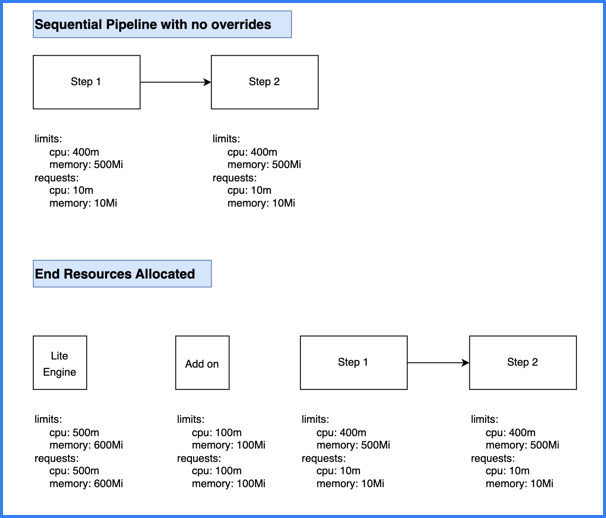 Sequential Pipeline with no overrides
Step 1
Step 2
limits:
cpu: 400m
memory: 500Mi
requests:
cpu: 10m
memory: 10Mi
limits:
cpu: 400m
memory: 500Mi
requests:
cpu: 10m
memory: 10Mi
End Resources Allocated
Lite
Engine
Add on
Step 1
Step 2
limits:
cpu: 500m
memory: 600Mi
requests:
cpu: 500m
memory: 600Mi
limits:
cpu: 100m
memory: 100Mi
requests:
cpu: 100m
memory: 100Mi
limits:
cpu: 400m
memory: 500Mi
requests:
cpu: 10m
memory: 10Mi
limits:
cpu: 400m
memory: 500Mi
requests:
cpu: 10m
memory: 10Mi